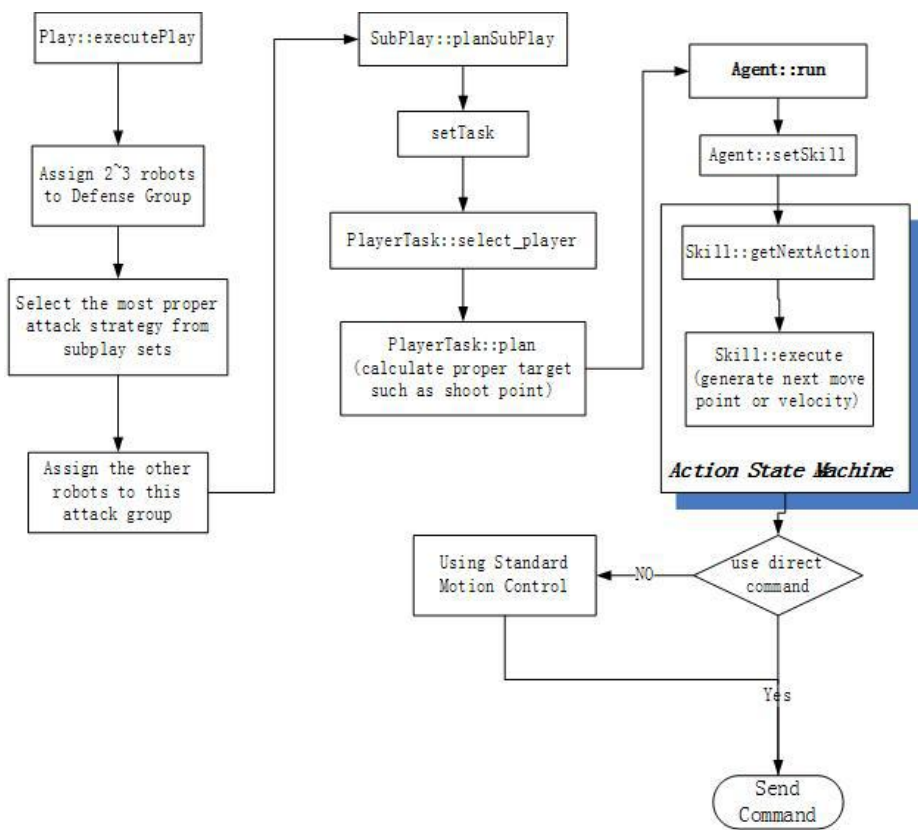 Play::executePlay
Assign 2~3 robots
to Defense Group
Select the most proper
attack strategy from
subplay sets
Assign the other
robots to this
attack group
SubPlay::planSubPlay
setTask
PlayerTask::select_player
PlayerTask::plan
(calculate proper target
such as shoot point)
Agent::run
Agent::setSkill
Skill::getNextAction
Skill::execute
(generate next move
point or velocity)
Action State Machine
use direct
command
NO
Using Standard
Motion Control
Yes
Send
Command